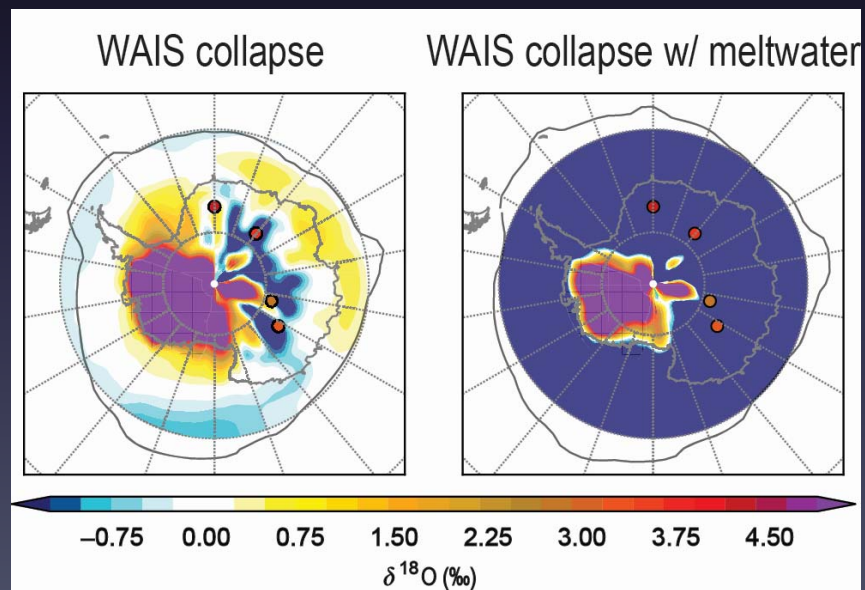 WAIS collapse
WAIS collapse w/ meltwater
−0.75 0.00 0.75 1.50 2.25 3.00 3.75 4.50
δ ¹⁸O (‰)